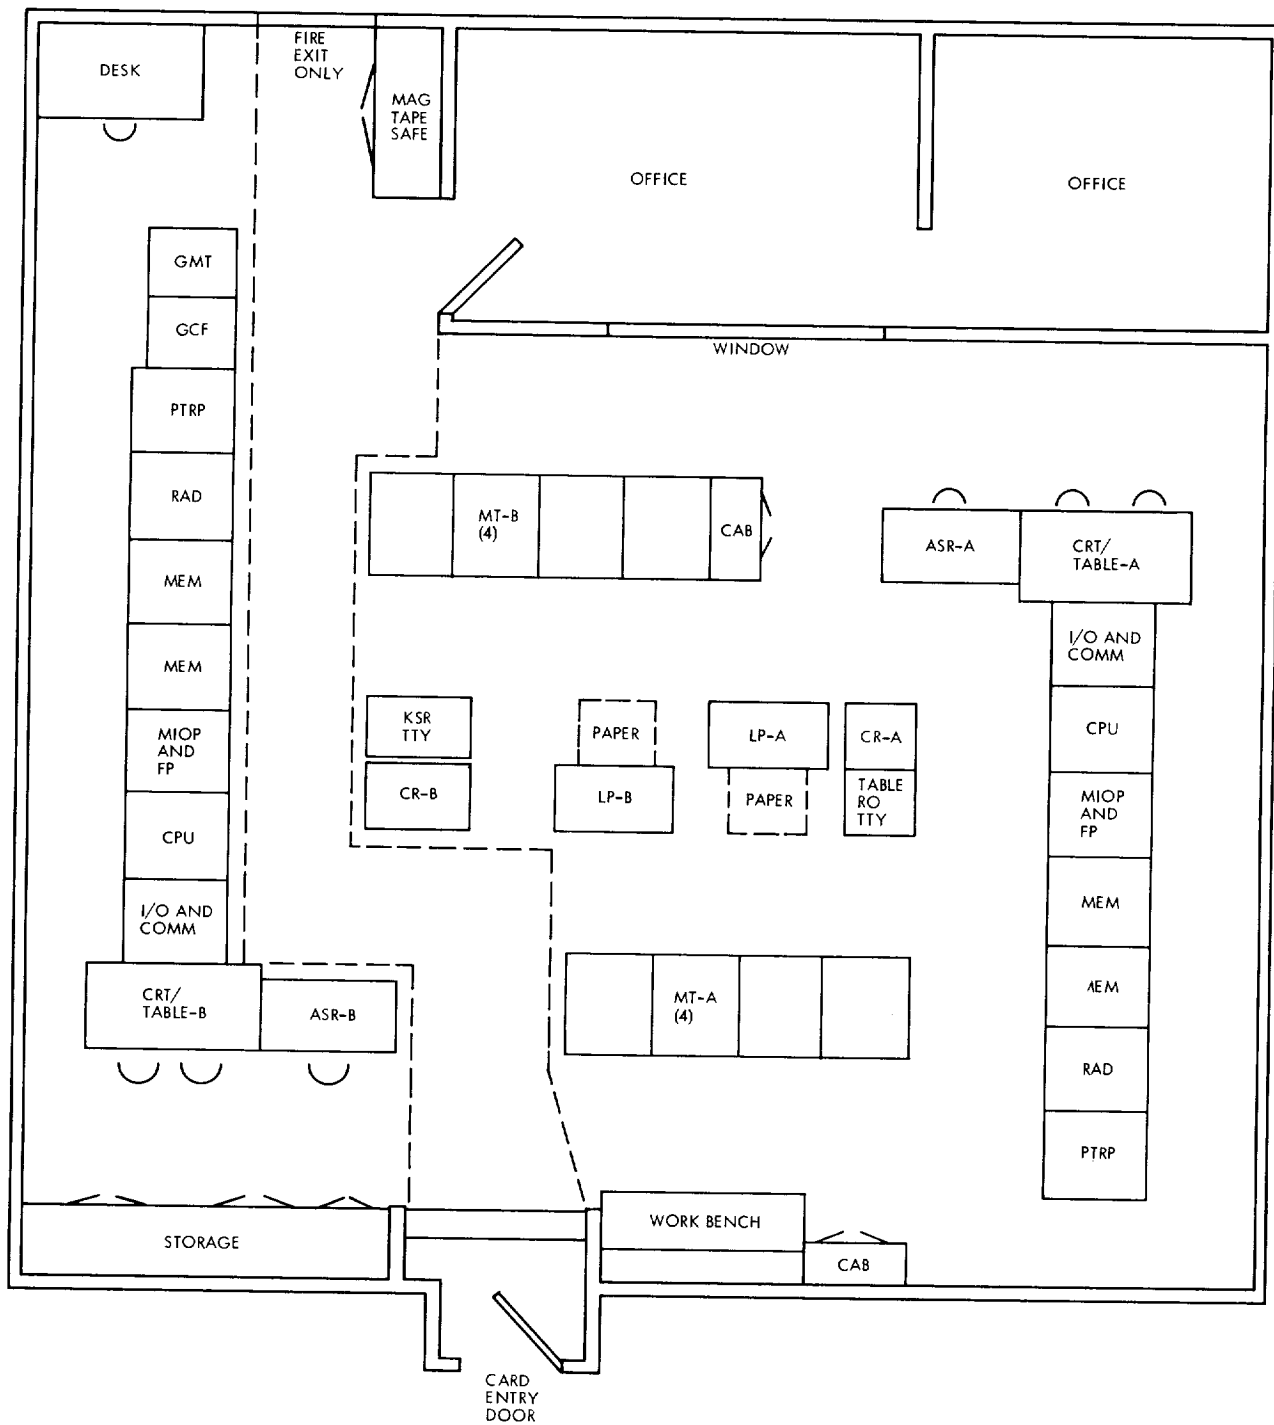 FIRE
EXIT
ONLY
DESK
MAG
TAPE
SAFE
OFFICE
OFFICE
GMT
GCF
WINDOW
PTRP
RAD
MT-B
(4)
CAB
ASR-A
CRT/
TABLE-A
MEM
MEM
I/O AND
COMM
KSR
TTY
PAPER
LP-A
CR-A
CPU
MIOP
AND
FP
CR-B
LP-B
PAPER
TABLE
RO
TTY
MIOP
AND
FP
CPU
MEM
I/O AND
COMM
MEM
CRT/
TABLE-B
ASR-B
MT-A
(4)
RAD
PTRP
STORAGE
WORK BENCH
CAB
CARD
ENTRY
DOOR